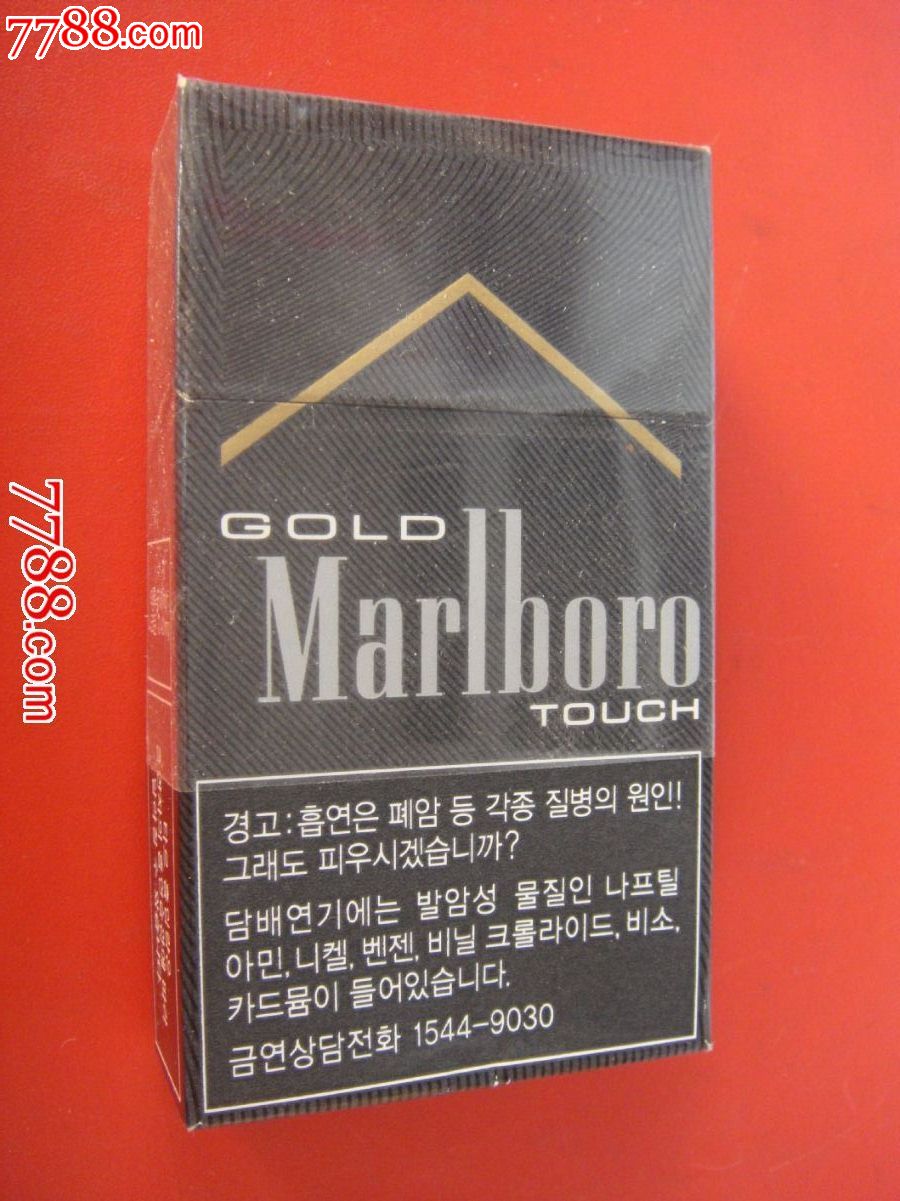 7788.com
7788.com
GOLD
Marlboro
TOUCH
경고: 흡연은 폐암 등 각종 질병의 원인!
그래도 피우시겠습니까?
담배연기에는 발암성 물질인 나프틸
아민, 니켈, 벤젠, 비닐 크롤라이드, 비소,
카드뮴이 들어있습니다.
금연상담전화 1544-9030